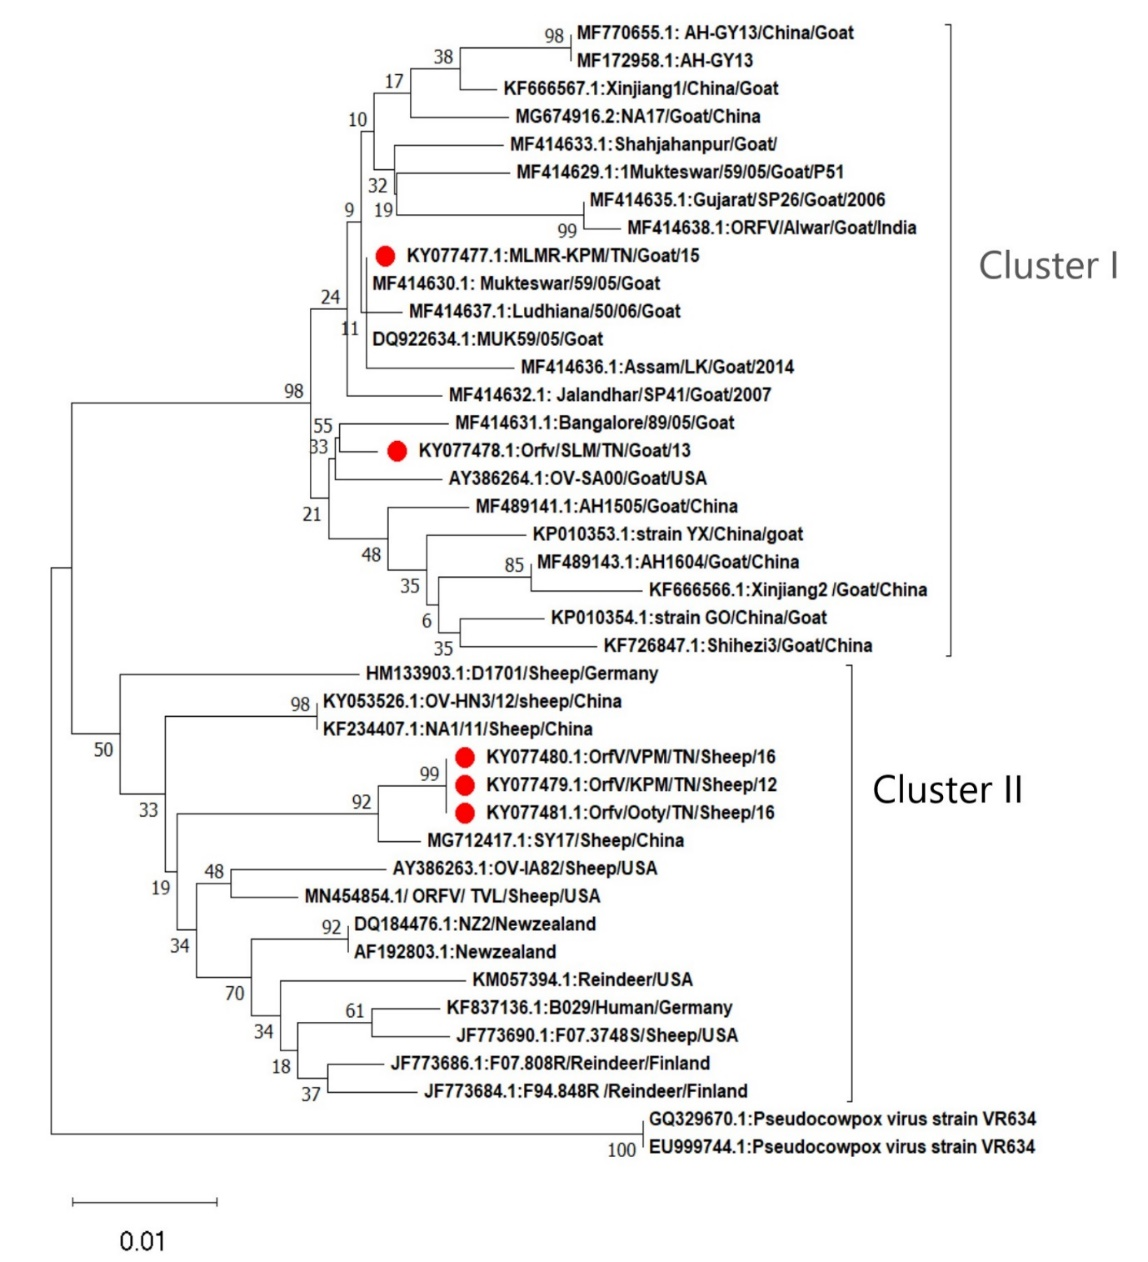 98 MF770655.1: AH-GY13/China/Goat
MF172958.1:AH-GY13
38
KF666567.1:Xinjiang1/China/Goat
17
MG674916.2:NA17/Goat/China
10
MF414633.1:Shahjahanpur/Goat/
MF414629.1:1Mukteswar/59/05/Goat/P51
32
MF414635.1:Gujarat/SP26/Goat/2006
19
9
99
MF414638.1:ORFV/Alwar/Goat/India
KY077477.1:MLMR-KPM/TN/Goat/15
Cluster I
MF414630.1: Mukteswar/59/05/Goat
24
MF414637.1:Ludhiana/50/06/Goat
11
DQ922634.1:MUK59/05/Goat
MF414636.1:Assam/LK/Goat/2014
98
MF414632.1: Jalandhar/SP41/Goat/2007
55
MF414631.1:Bangalore/89/05/Goat
33
KY077478.1:Orfv/SLM/TN/Goat/13
AY386264.1:OV-SA00/Goat/USA
21
MF489141.1:AH1505/Goat/China
KP010353.1:strain YX/China/goat
48
85 MF489143.1:AH1604/Goat/China
35
KF666566.1:Xinjiang2 /Goat/China
6
KP010354.1:strain GO/China/Goat
35
KF726847.1:Shihezi3/Goat/China
HM133903.1:D1701/Sheep/Germany
98 KY053526.1:OV-HN3/12/sheep/China
KF234407.1:NA1/11/Sheep/China
50
KY077480.1:OrfV/VPM/TN/Sheep/16
99
KY077479.1:OrfV/KPM/TN/Sheep/12
Cluster II
92
33
KY077481.1:Orfv/Ooty/TN/Sheep/16
MG712417.1:SY17/Sheep/China
48
AY386263.1:OV-IA82/Sheep/USA
19
MN454854.1/ ORFV/ TVL/Sheep/USA
92 DQ184476.1:NZ2/Newzealand
34
AF192803.1:Newzealand
KM057394.1:Reindeer/USA
70
61
KF837136.1:B029/Human/Germany
34
JF773690.1:F07.3748S/Sheep/USA
18
JF773686.1:F07.808R/Reindeer/Finland
37
JF773684.1:F94.848R /Reindeer/Finland
GQ329670.1:Pseudocowpox virus strain VR634
100 EU999744.1:Pseudocowpox virus strain VR634
0.01